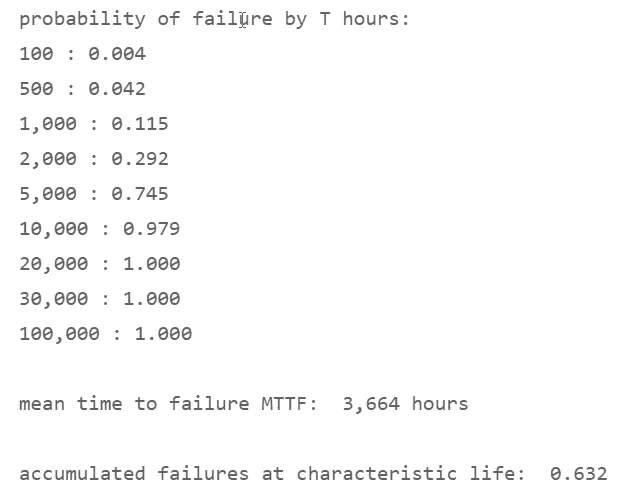 probability of failure by T hours:
100 : 0.004
500 : 0.042
1,000 : 0.115
2,000 : 0.292
5,000 : 0.745
10,000 : 0.979
20,000 : 1.000
30,000 : 1.000
100,000 : 1.000
mean time to failure MTTF:  3,664 hours
accumulated failures at characteristic life:  0.632